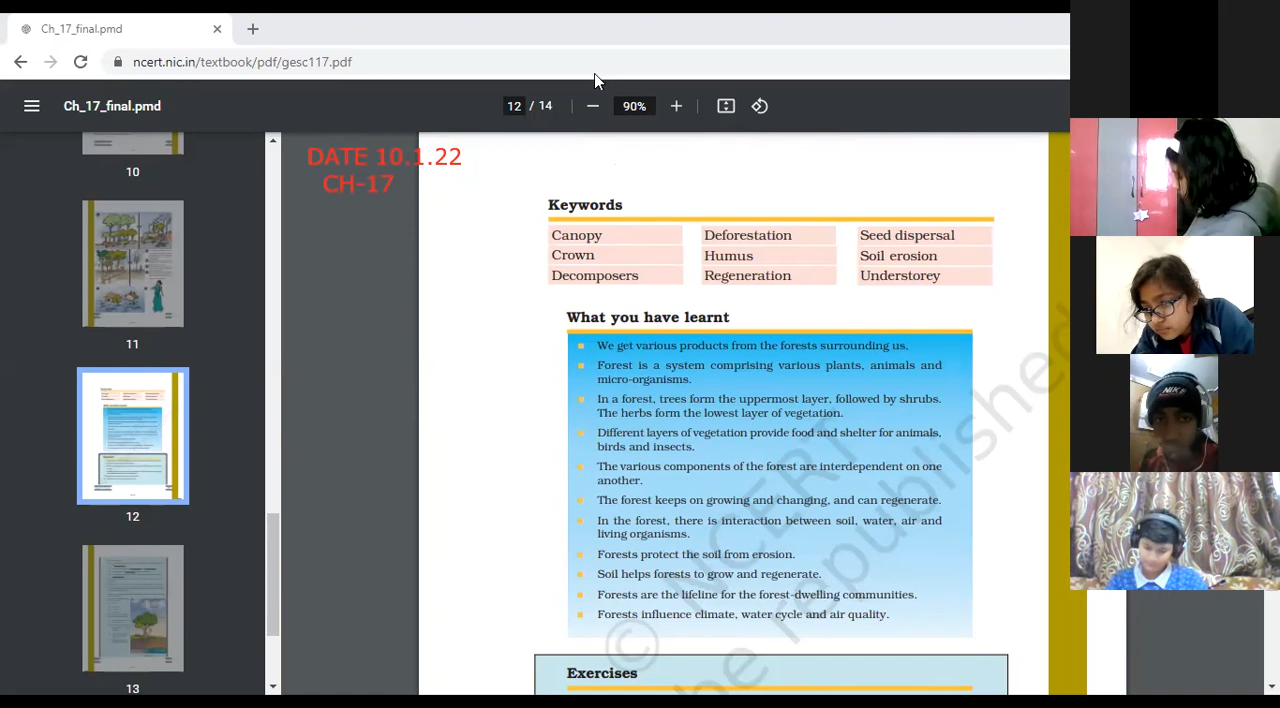 Ch_17_final.pmd
ncert.nic.in/textbook/pdf/gesc117.pdf
Ch_17_final.pmd
12 / 14
90%
10
11
12
13
DATE 10.1.22
CH-17
Keywords
Canopy Deforestation Seed dispersal
Crown Humus Soil erosion
Decomposers Regeneration Understorey
What you have learnt
We get various products from the forests surrounding us.
Forest is a system comprising various plants, animals and
micro-organisms.
In a forest, trees form the uppermost layer, followed by shrubs.
The herbs form the lowest layer of vegetation.
Different layers of vegetation provide food and shelter for animals,
birds and insects.
The various components of the forest are interdependent on one
another.
The forest keeps on growing and changing, and can regenerate.
In the forest, there is interaction between soil, water, air and
living organisms.
Forests protect the soil from erosion.
Soil helps forests to grow and regenerate.
Forests are the lifeline for the forest-dwelling communities.
Forests influence climate, water cycle and air quality.
Exercises
© NCERT
be republished
NIKE